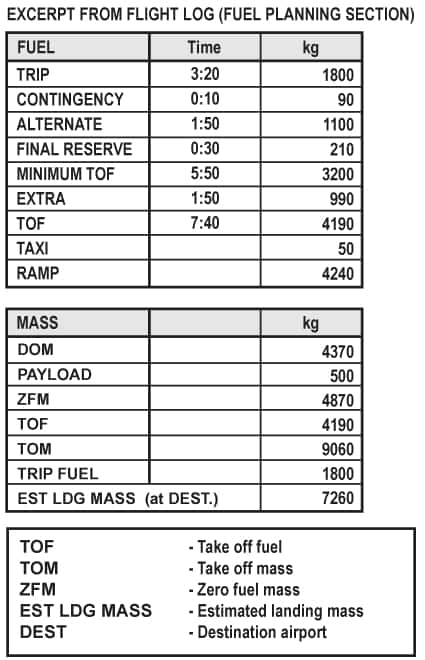 EXCERPT FROM FLIGHT LOG (FUEL PLANNING SECTION)
FUEL Time kg
TRIP 3:20 1800
CONTINGENCY 0:10 90
ALTERNATE 1:50 1100
FINAL RESERVE 0:30 210
MINIMUM TOF 5:50 3200
EXTRA 1:50 990
TOF 7:40 4190
TAXI 50
RAMP 4240
MASS kg
DOM 4370
PAYLOAD 500
ZFM 4870
TOF 4190
TOM 9060
TRIP FUEL 1800
EST LDG MASS (at DEST.) 7260
TOF - Take off fuel
TOM - Take off mass
ZFM - Zero fuel mass
EST LDG MASS - Estimated landing mass
DEST - Destination airport